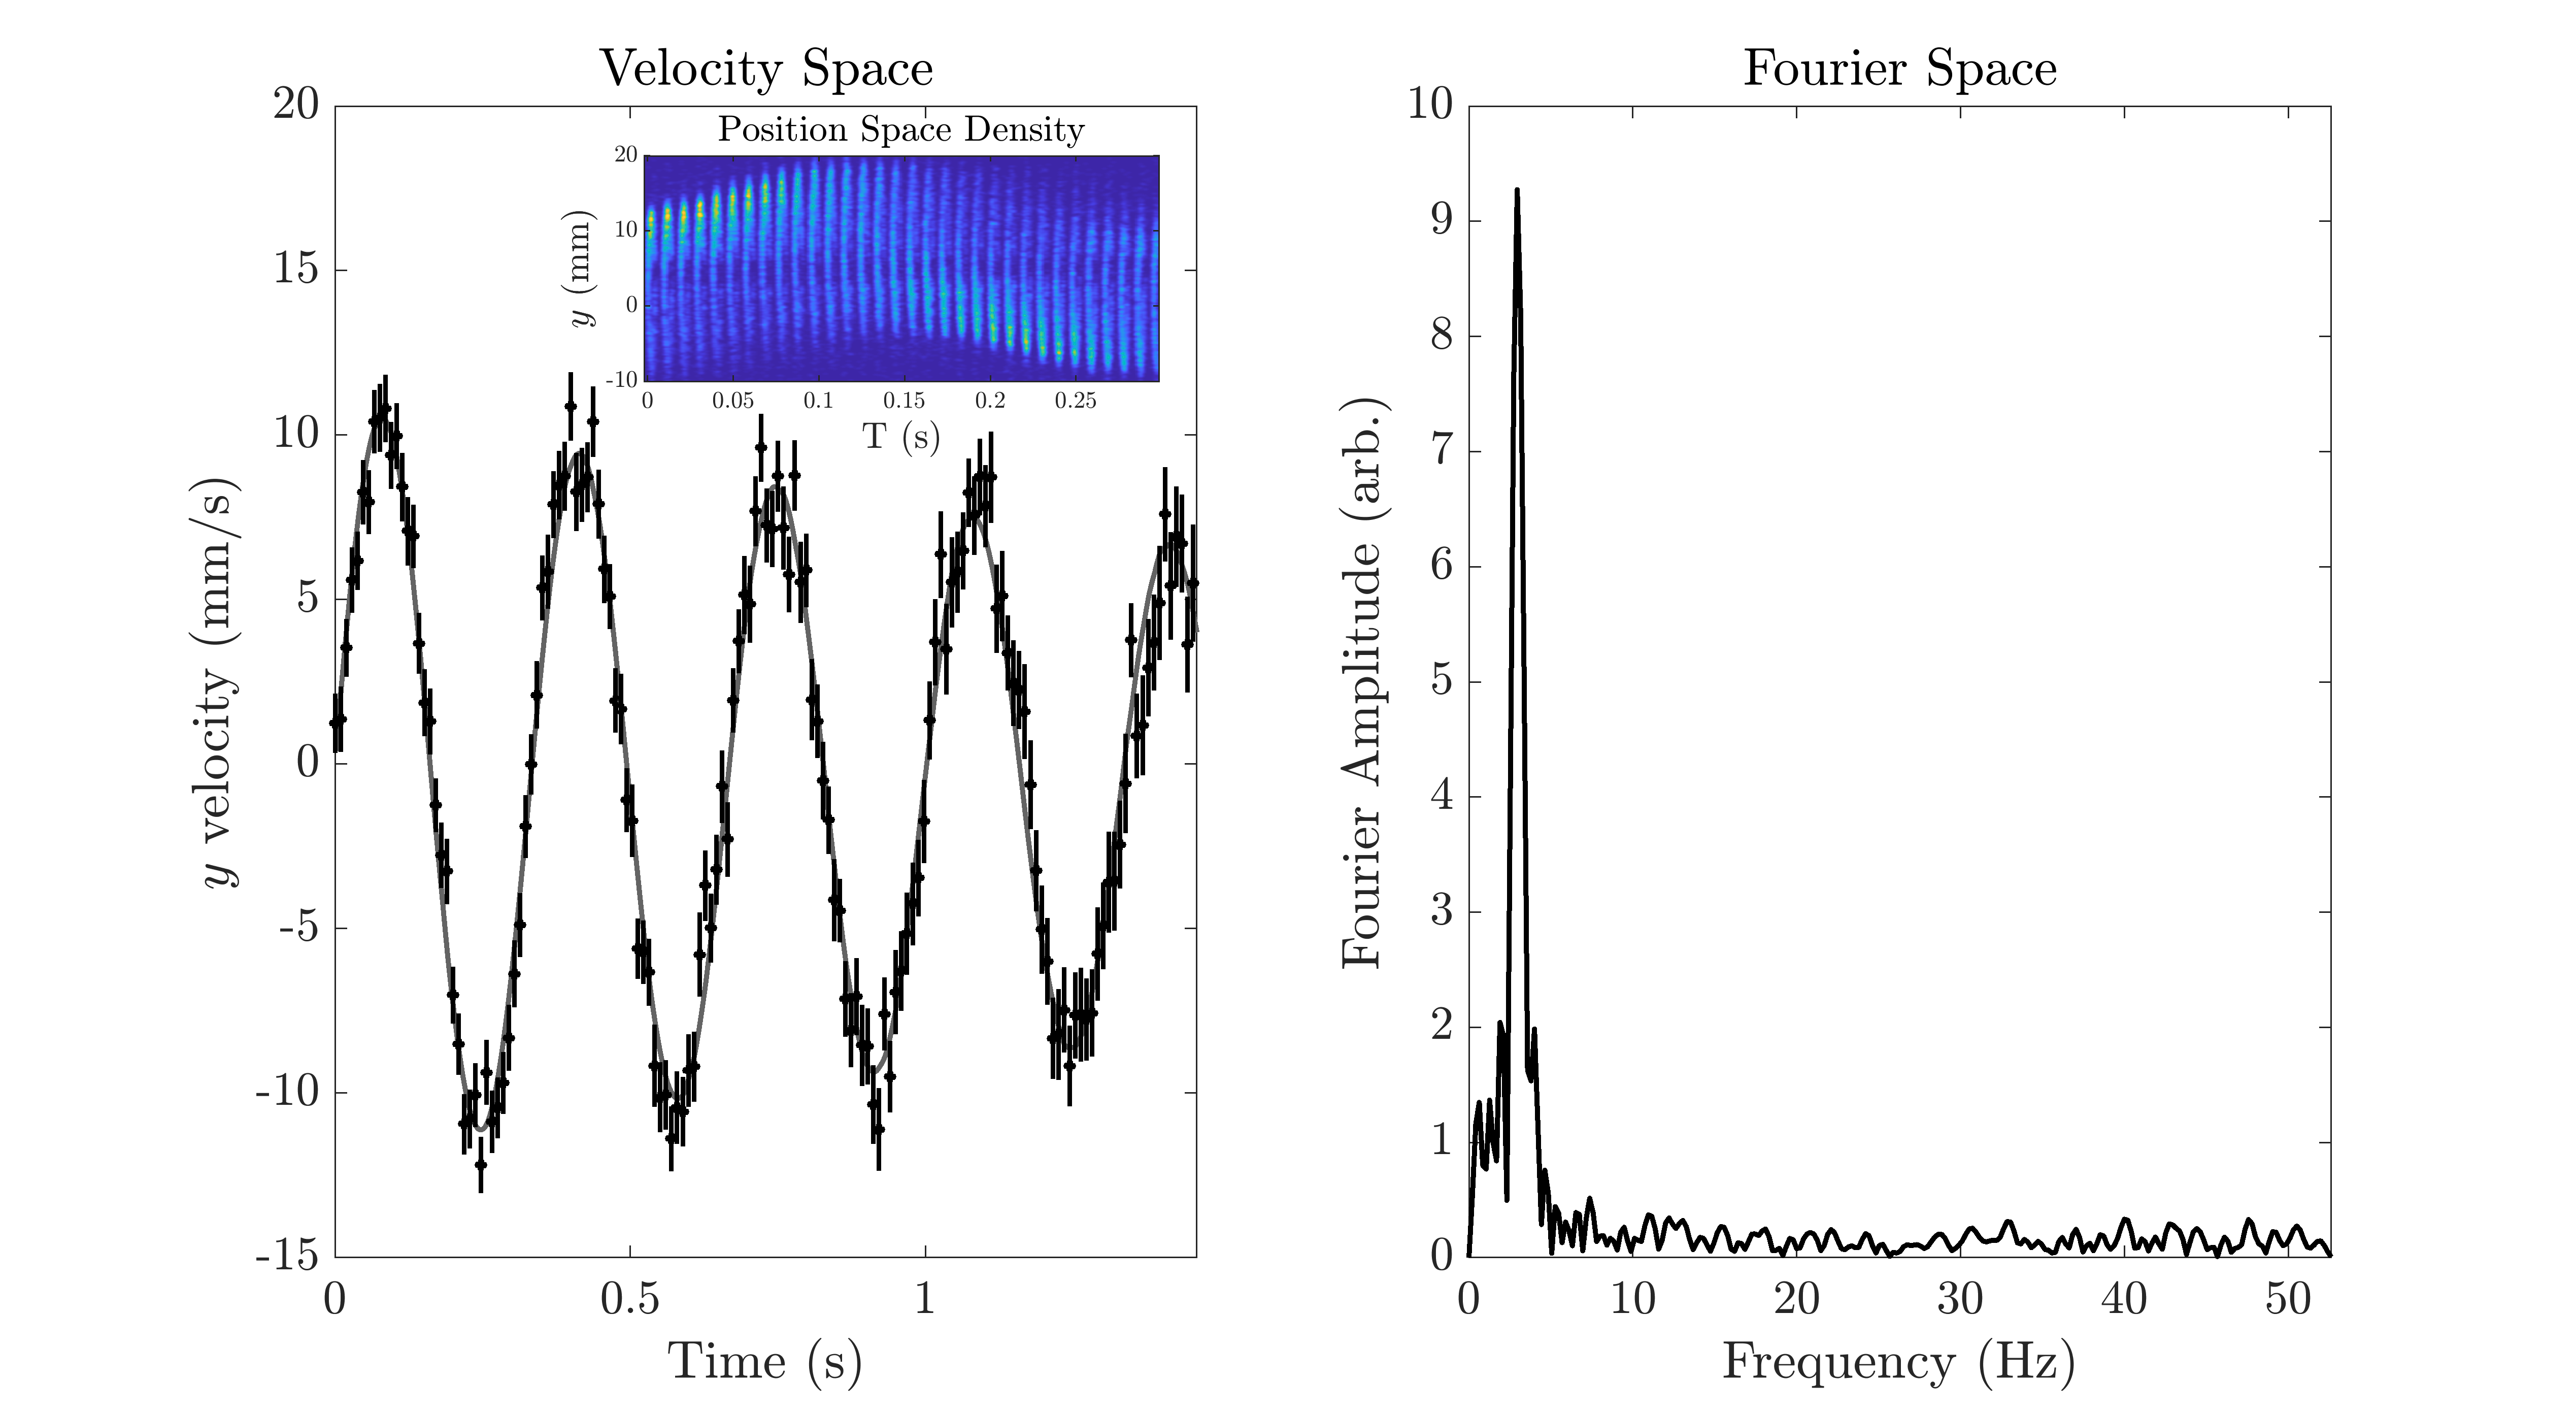 Velocity Space
20
15
10
5
0
-5
-10
-15
y velocity (mm/s)
0 0.5 1
Time (s)
Position Space Density
20
10
0
-10
y (mm)
0 0.05 0.1 0.15 0.2 0.25
T (s)
Fourier Space
10
9
8
7
6
5
4
3
2
1
0
Fourier Amplitude (arb.)
0 10 20 30 40 50
Frequency (Hz)